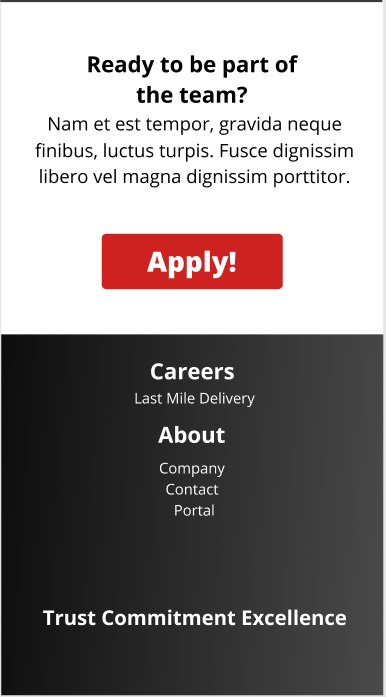 Ready to be part of
the team?
Nam et est tempor, gravida neque
finibus, luctus turpis. Fusce dignissim
libero vel magna dignissim porttitor.
Apply!
Careers
Last Mile Delivery
About
Company
Contact
Portal
Trust Commitment Excellence